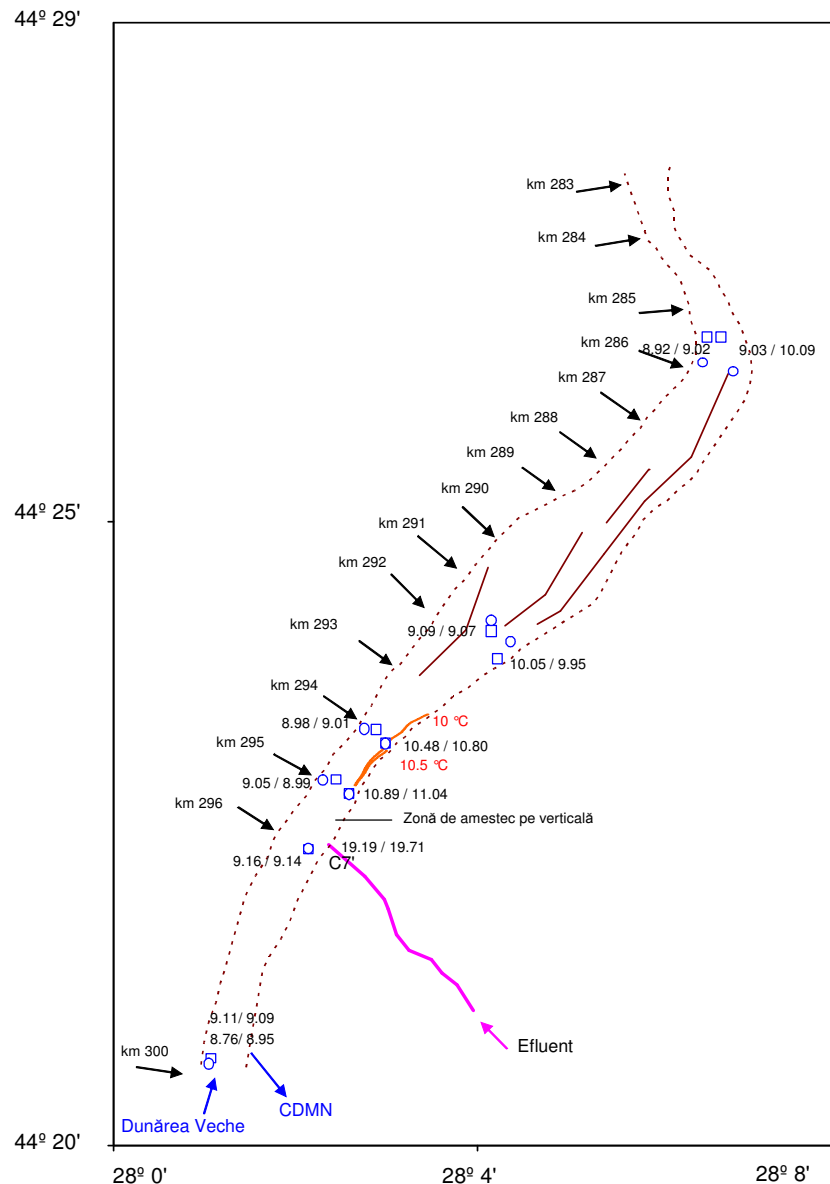 44º 29'
km 283
km 284
km 285
km 286
8.92 / 9.02
9.03 / 10.09
km 287
km 288
km 289
km 290
44º 25'
km 291
km 292
km 293
9.09 / 9.07
10.05 / 9.95
km 294
10 ºC
8.98 / 9.01
10.48 / 10.80
km 295
10.5 ºC
9.05 / 8.99
10.89 / 11.04
km 296
Zonă de amestec pe verticală
19.19 / 19.71
9.16 / 9.14
C7'
9.11/ 9.09
8.76/ 8.95
Efluent
km 300
CDMN
Dunărea Veche
44º 20'
28º 0'
28º 4'
28º 8'